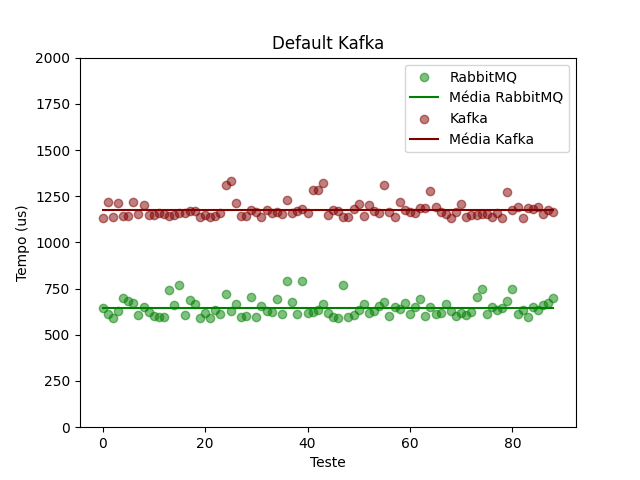 Default Kafka
2000
1750
1500
1250
1000
750
500
250
0
Tempo (us)
RabbitMQ
Média RabbitMQ
Kafka
Média Kafka
0 20 40 60 80
Teste